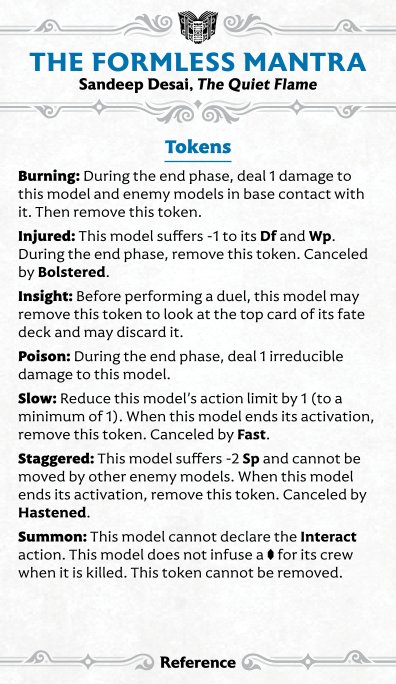 THE FORMLESS MANTRA
Sandeep Desai, The Quiet Flame
Tokens
Burning: During the end phase, deal 1 damage to
this model and enemy models in base contact with
it. Then remove this token.
Injured: This model suffers -1 to its Df and Wp.
During the end phase, remove this token. Canceled
by Bolstered.
Insight: Before performing a duel, this model may
remove this token to look at the top card of its fate
deck and may discard it.
Poison: During the end phase, deal 1 irreducible
damage to this model.
Slow: Reduce this model's action limit by 1 (to a
minimum of 1). When this model ends its activation,
remove this token. Canceled by Fast.
Staggered: This model suffers -2 Sp and cannot be
moved by other enemy models. When this model
ends its activation, remove this token. Canceled by
Hastened.
Summon: This model cannot declare the Interact
action. This model does not infuse a for its crew
when it is killed. This token cannot be removed.
Reference